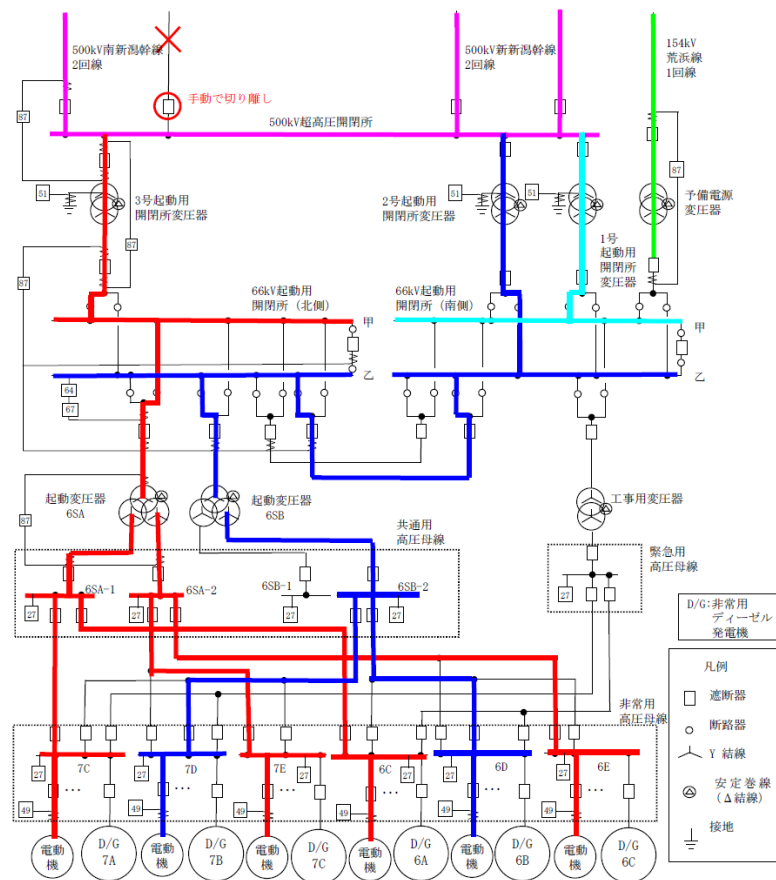 500kV南新潟幹線
2回線
手動で切り離し
500kV新新潟幹線
2回線
154kV
荒浜線
1回線
500kV超高圧開閉所
87
87
51
3号起動用
開閉所変圧器
51
2号起動用
開閉所変圧器
51
予備電源
変圧器
87
87
1号
起動用
開閉所
変圧器
66kV起動用
開閉所（北側）
甲
66kV起動用
開閉所（南側）
甲
乙
乙
64
67
起動変圧器
6SA
起動変圧器
6SB
工事用変圧器
87
共通用
高圧母線
緊急用
高圧母線
6SA-1
6SA-2
6SB-1
6SB-2
27
27
27
27
27
D/G:非常用
ディーゼル
発電機
凡例
遮断器
断路器
Y 結線
安定巻線
(Δ結線)
接地
非常用
高圧母線
7C
7D
7E
6C
6D
6E
27
27
27
27
27
27
49
49
49
49
49
49
電動
機
D/G
7A
電動
機
D/G
7B
電動
機
D/G
7C
電動
機
D/G
6A
電動
機
D/G
6B
電動
機
D/G
6C